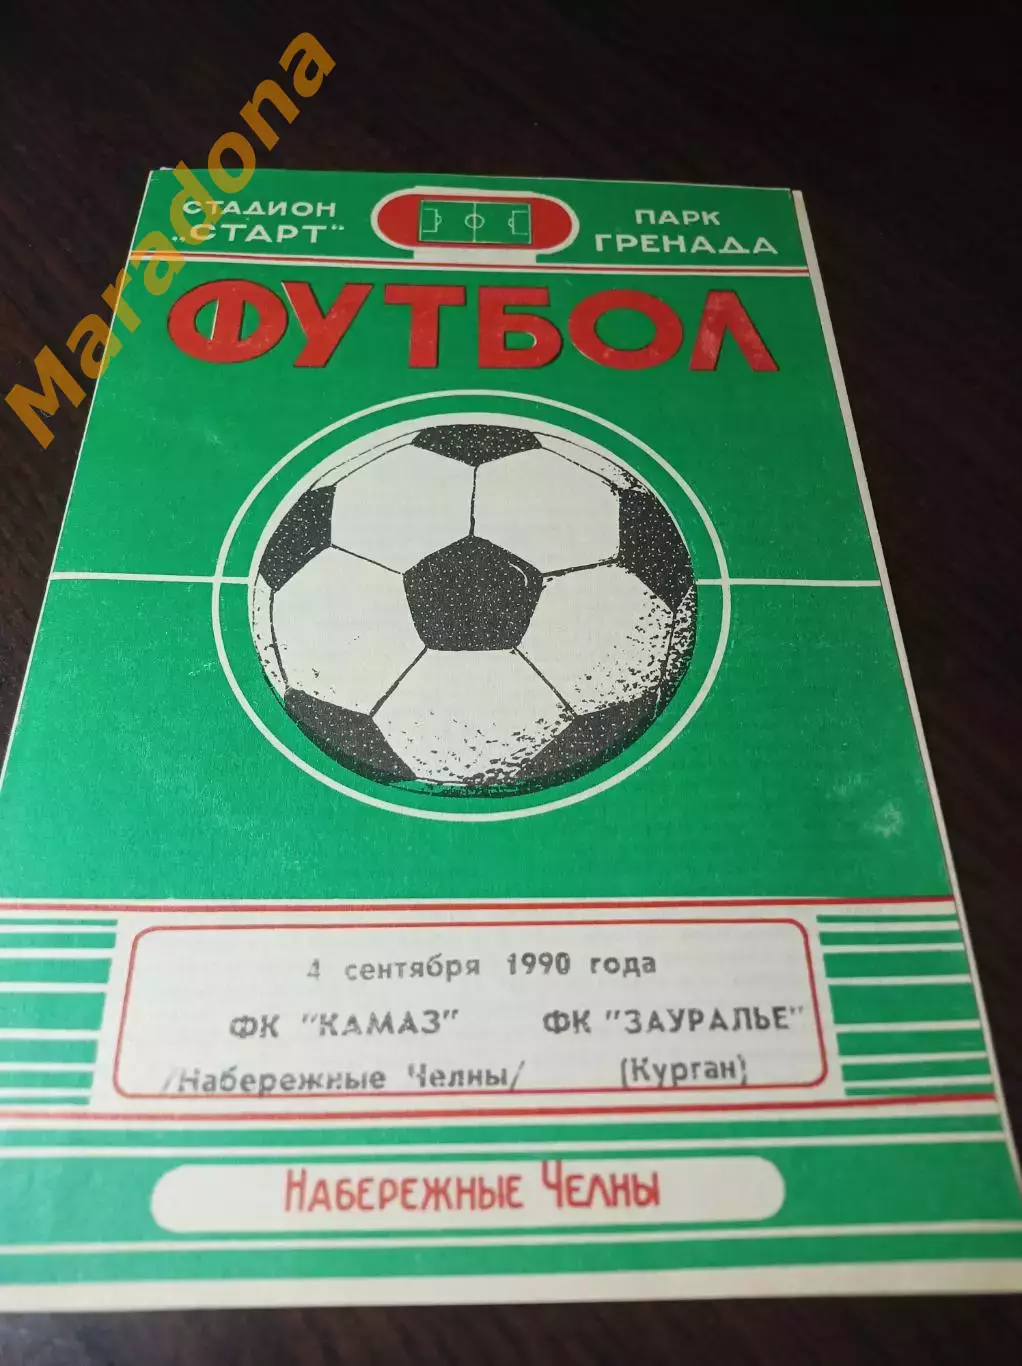 Maradona
СТАДИОН
„СТАРТ"
ПАРК
ГРЕНАДА
ФУТБОЛ
4 сентября 1990 года
ФК "КАМАЗ" ФК "ЗАУРАЛЬЕ"
/Набережные Челны/ (Курган)
НАБЕРЕЖНЫЕ ЧЕЛНЫ